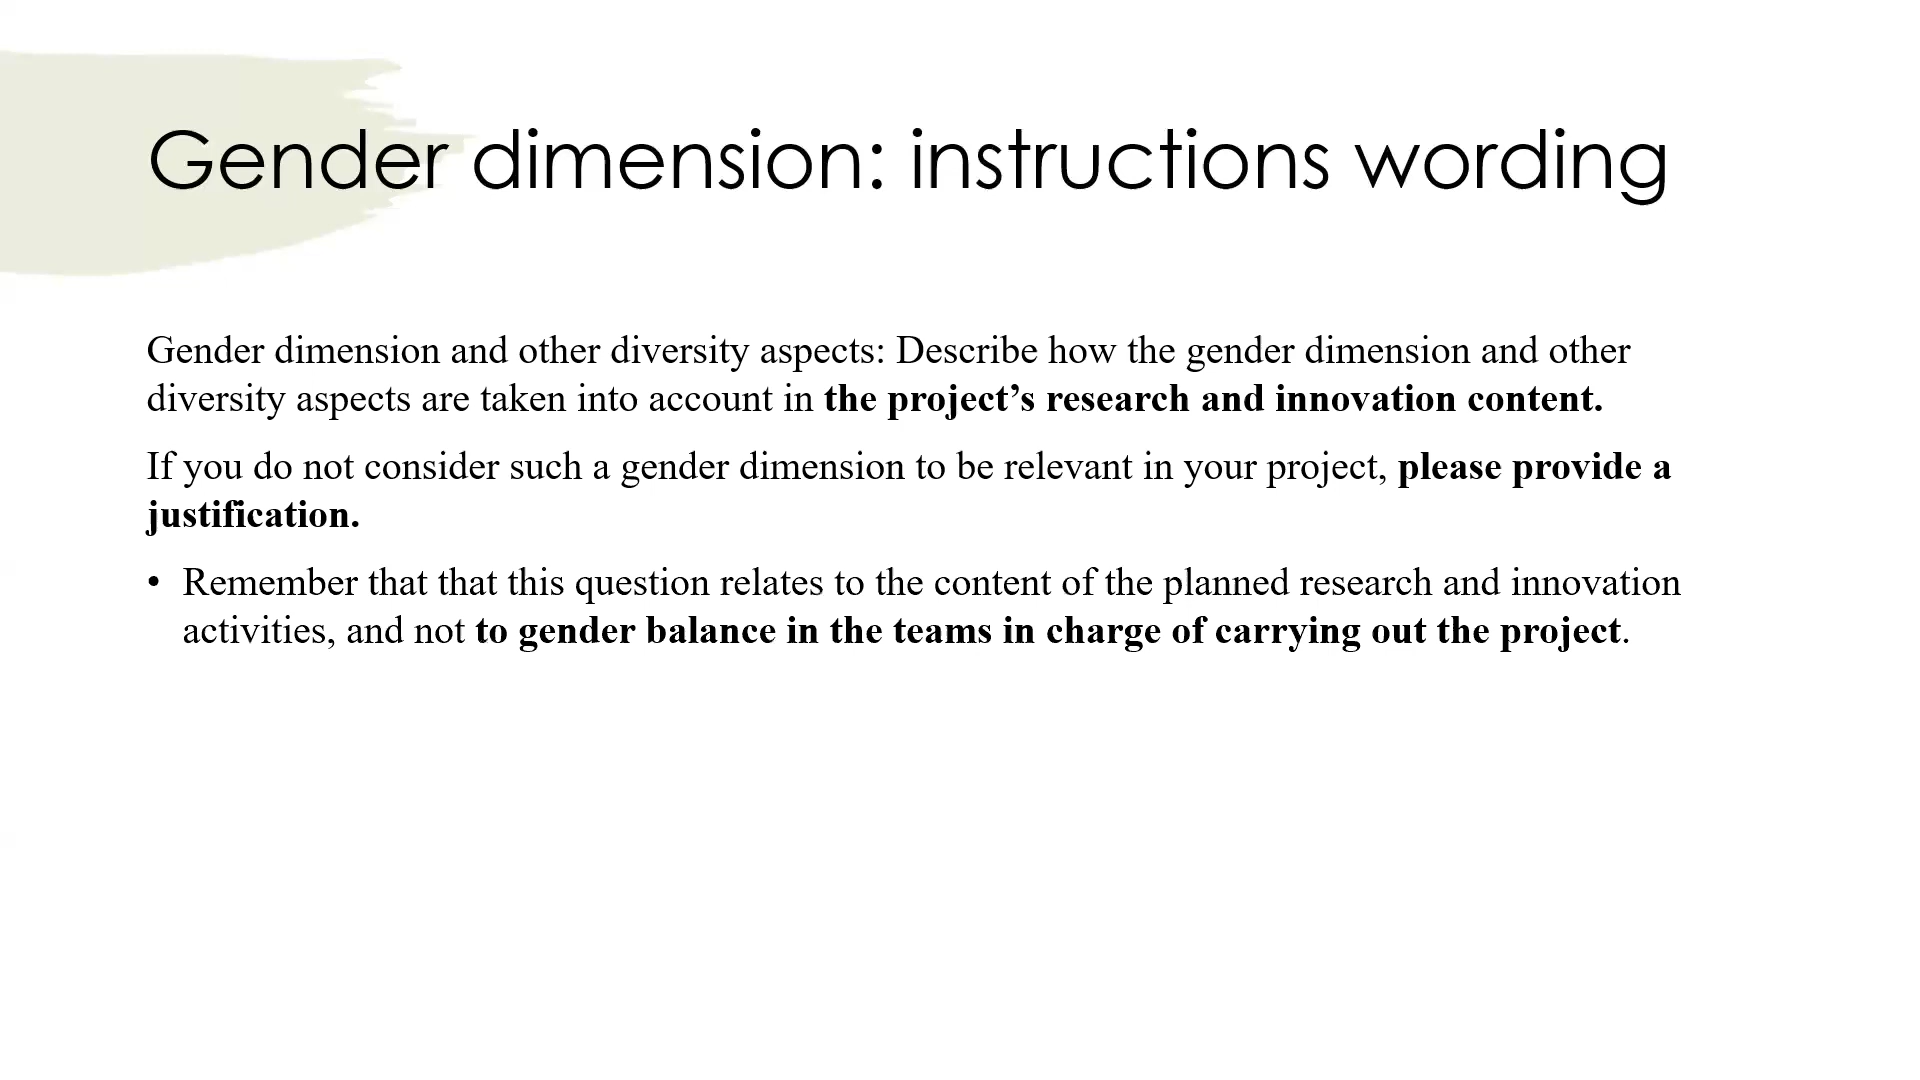 Gender dimension: instructions wording
Gender dimension and other diversity aspects: Describe how the gender dimension and other
diversity aspects are taken into account in the project’s research and innovation content.
If you do not consider such a gender dimension to be relevant in your project, please provide a
justification.
• Remember that that this question relates to the content of the planned research and innovation
activities, and not to gender balance in the teams in charge of carrying out the project.